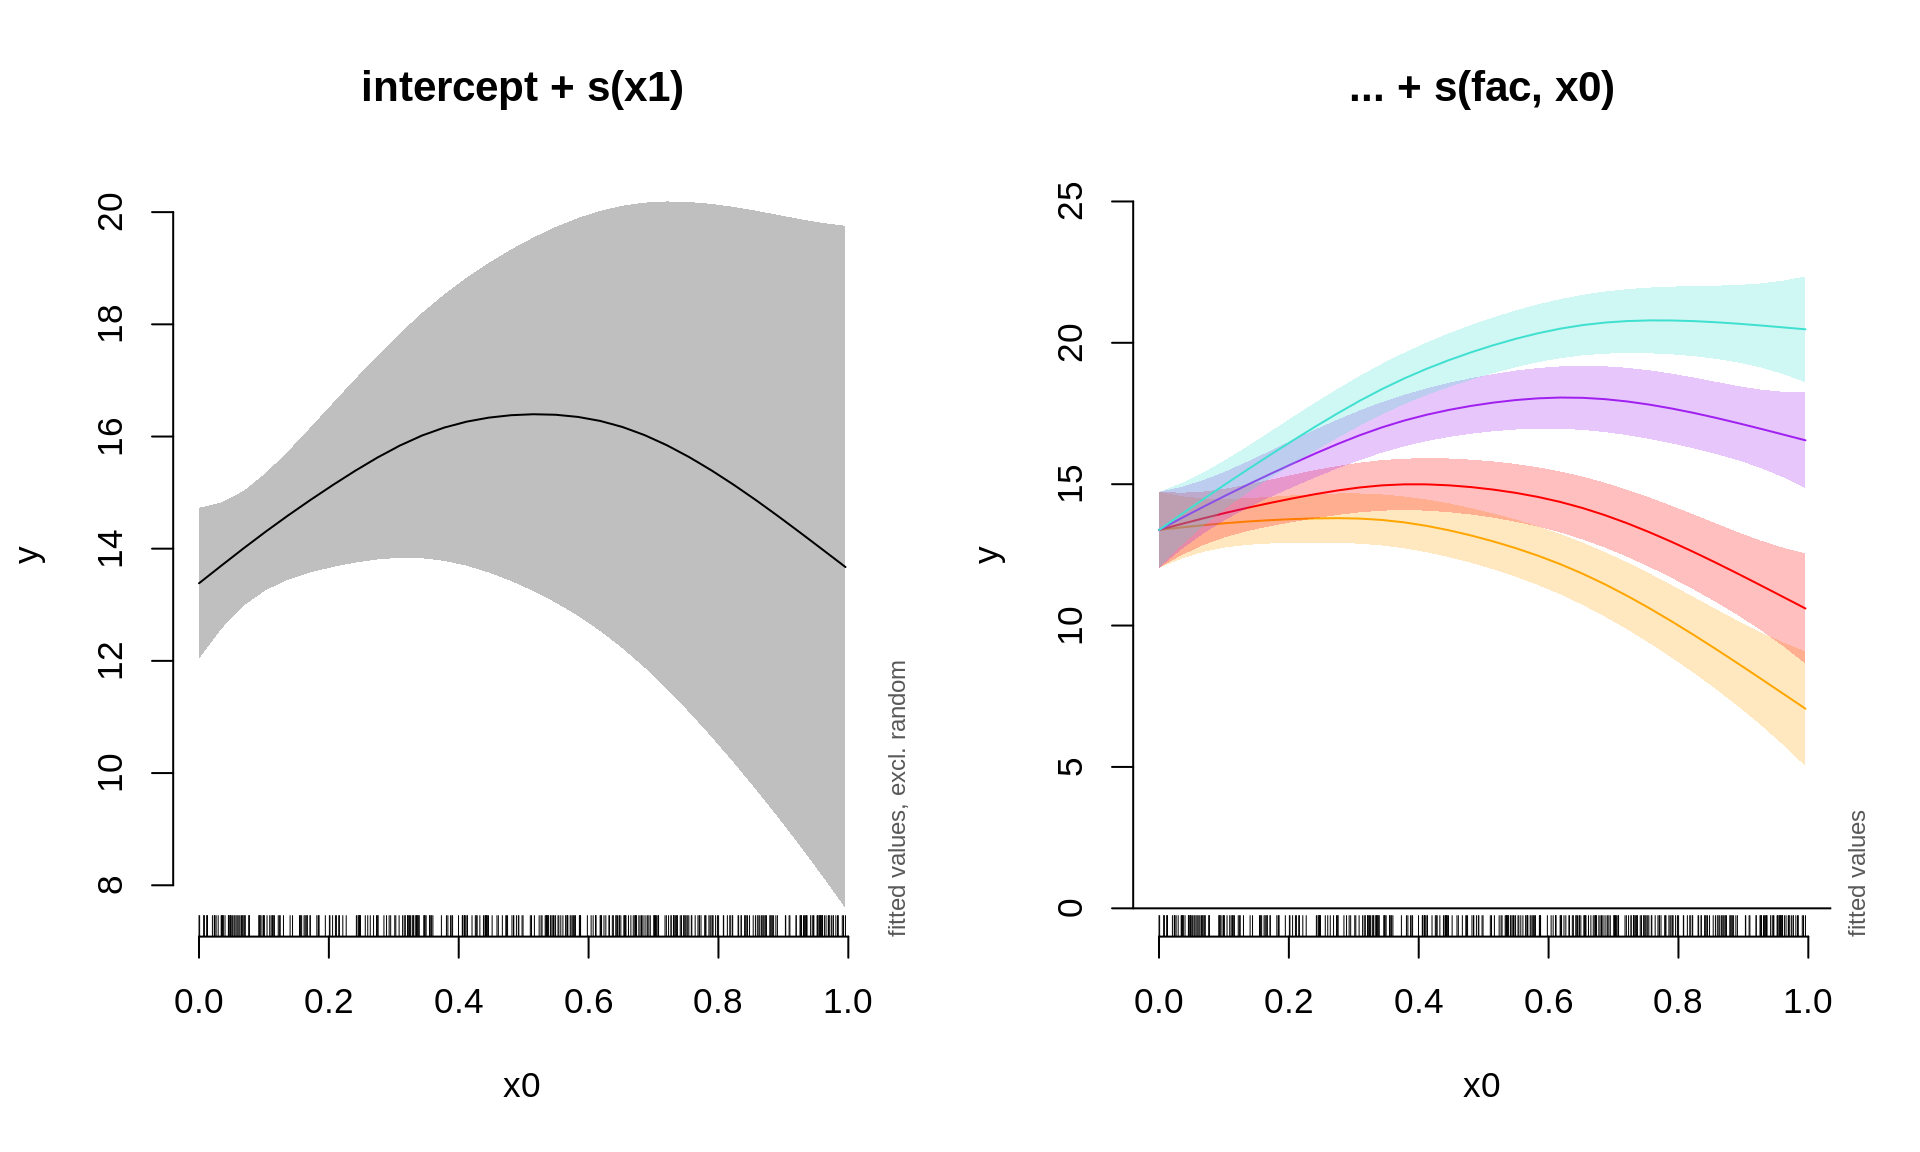 intercept + s(x1)
y
20
18
16
14
12
10
8
0.0 0.2 0.4 0.6 0.8 1.0
x0
fitted values, excl. random
... + s(fac, x0)
y
25
20
15
10
5
0
0.0 0.2 0.4 0.6 0.8 1.0
x0
fitted values